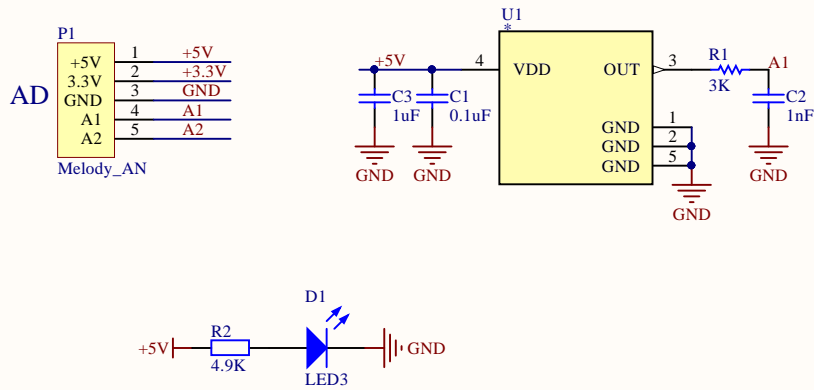 P1
AD
+5V 1 +5V
3.3V 2 +3.3V
GND 3 GND
A1 4 A1
A2 5 A2
Melody_AN
U1
*
+5V 4 VDD OUT 3 R1 A1
3K
C3 C1 C2
1uF 0.1uF 1nF
GND 1
GND 2
GND 5
GND GND GND
GND
D1
+5V R2 GND
4.9K LED3